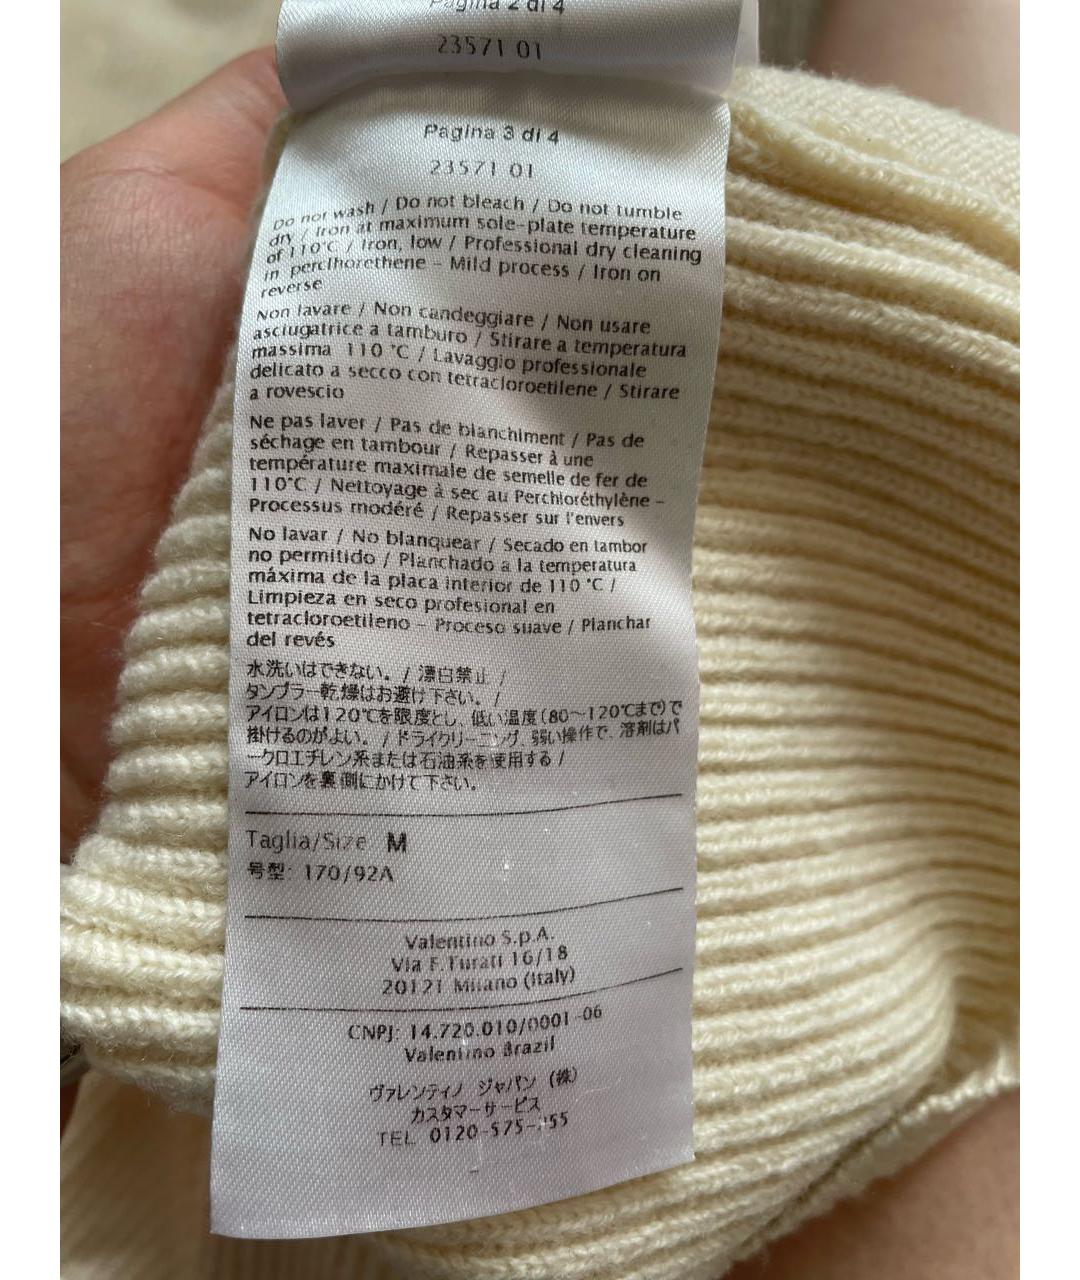 Pagina 2 di 4
23571 01
Pagina 3 di 4
23571 01
Do not wash / Do not bleach / Do not tumble
dry / Iron at maximum sole-plate temperature
of 110°C / Iron, low / Professional dry cleaning
in perclhorethene - Mild process / Iron on
reverse
Non lavare / Non candeggiare / Non usare
asciugatrice a tamburo / Stirare a temperatura
massima 110 °C / Lavaggio professionale
delicato a secco con tetracloroetilene / Stirare
a rovescio
Ne pas laver / Pas de blanchiment / Pas de
séchage en tambour / Repasser à une
température maximale de semelle de fer de
110°C / Nettoyage à sec au Perchloréthylène -
Processus modéré / Repasser sur l'envers
No lavar / No blanquear / Secado en tambor
no permitido / Planchado a la temperatura
máxima de la placa interior de 110 °C /
Limpieza en seco profesional en
tetracloroetileno - Proceso suave / Planchar
del revés
水洗いはできない。 / 漂白禁止 /
タンブラー乾燥はお避け下さい。 /
アイロンは120℃を限度とし、低い温度(80～120℃まで)で
掛けるのがよい。 / ドライクリーニング、弱い操作で、溶剤はパ
ークロエチレン系または石油系を使用する /
アイロンを裏側にかけて下さい。
Taglia/Size M
号型: 170/92A
Valentino S.p.A.
Via F.Turati 16/18
20121 Milano (Italy)
CNPJ: 14.720.010/0001-06
Valentino Brazil
ヴァレンティノ ジャパン (株)
カスタマーサービス
TEL 0120-575-